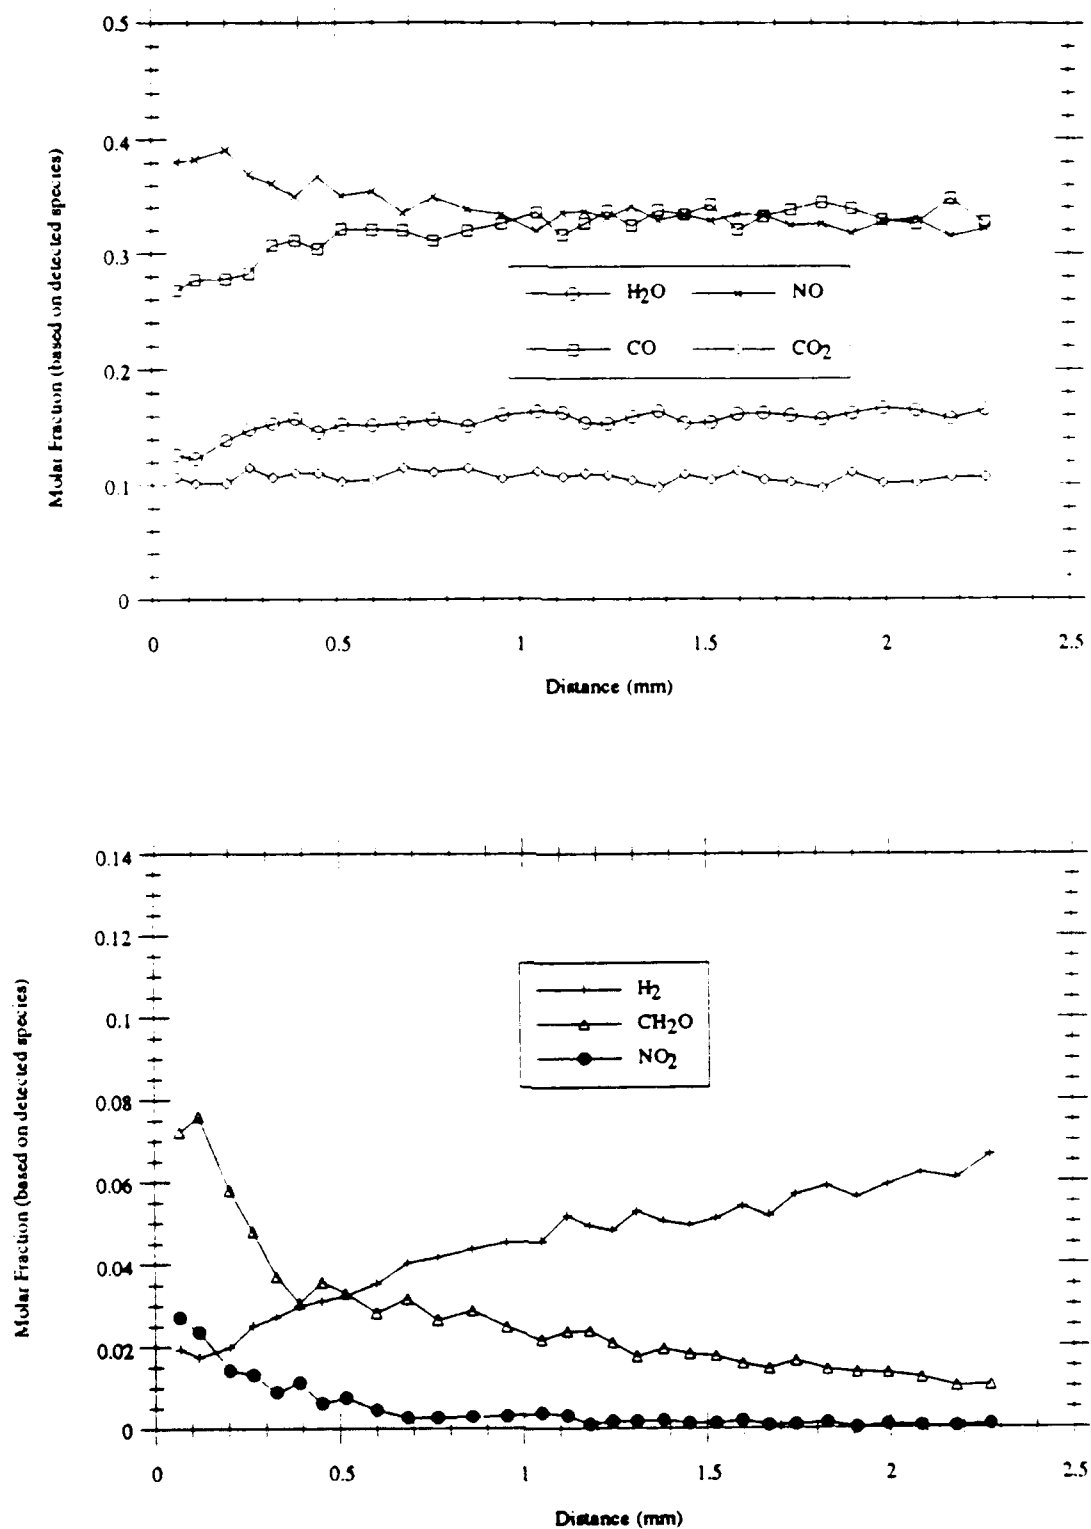 0.5
0.4
0.3
0.2
0.1
0
Molar Fraction (based on detected species)
H2O NO
CO CO2
0 0.5 1 1.5 2 2.5
Distance (mm)
0.14
0.12
0.1
0.08
0.06
0.04
0.02
0
Molar Fraction (based on detected species)
H2
CH2O
NO2
0 0.5 1 1.5 2 2.5
Distance (mm)